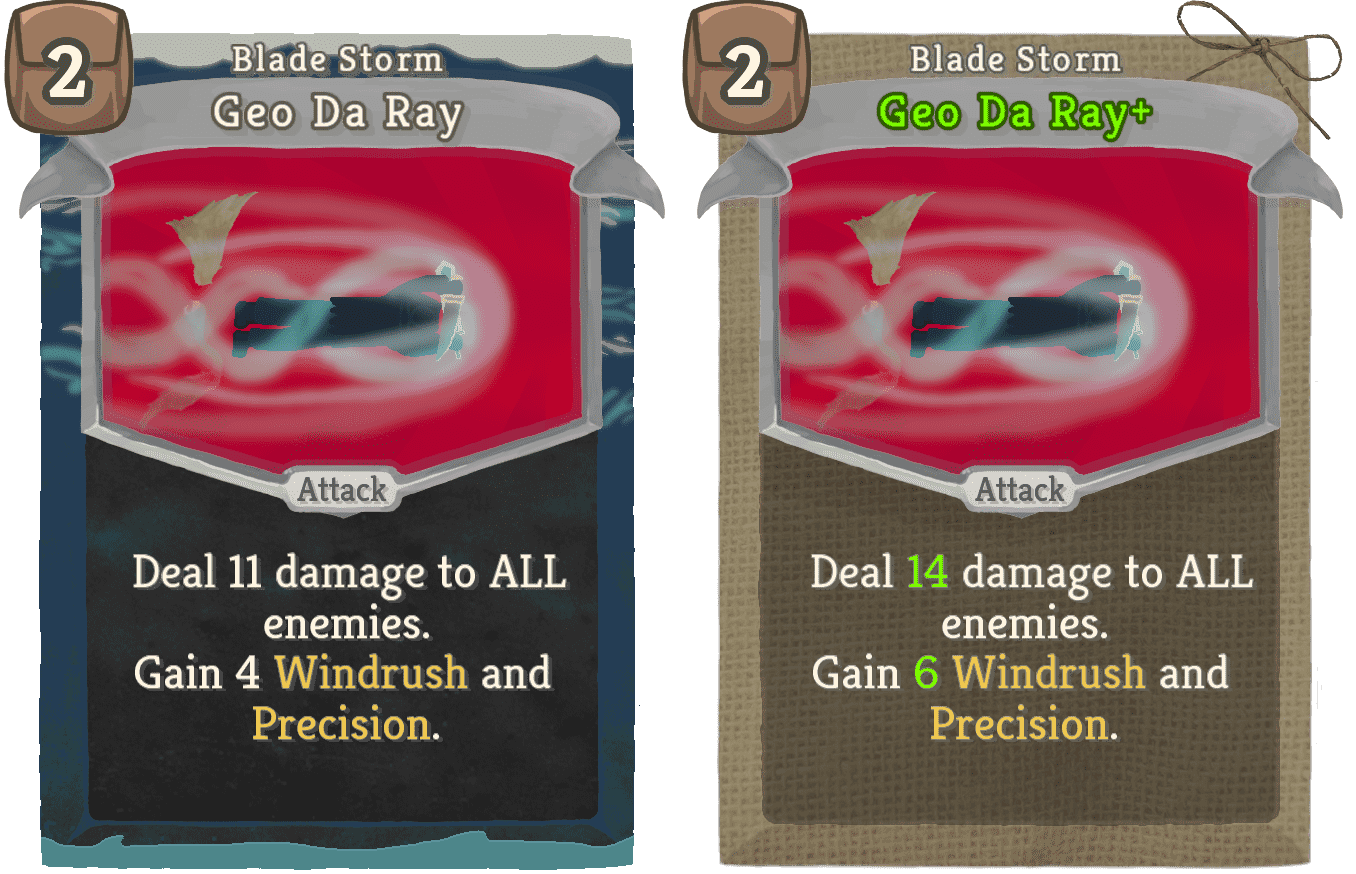 2
Blade Storm
Geo Da Ray
Attack
Deal 11 damage to ALL
enemies.
Gain 4 Windrush and
Precision.
2
Blade Storm
Geo Da Ray+
Attack
Deal 14 damage to ALL
enemies.
Gain 6 Windrush and
Precision.